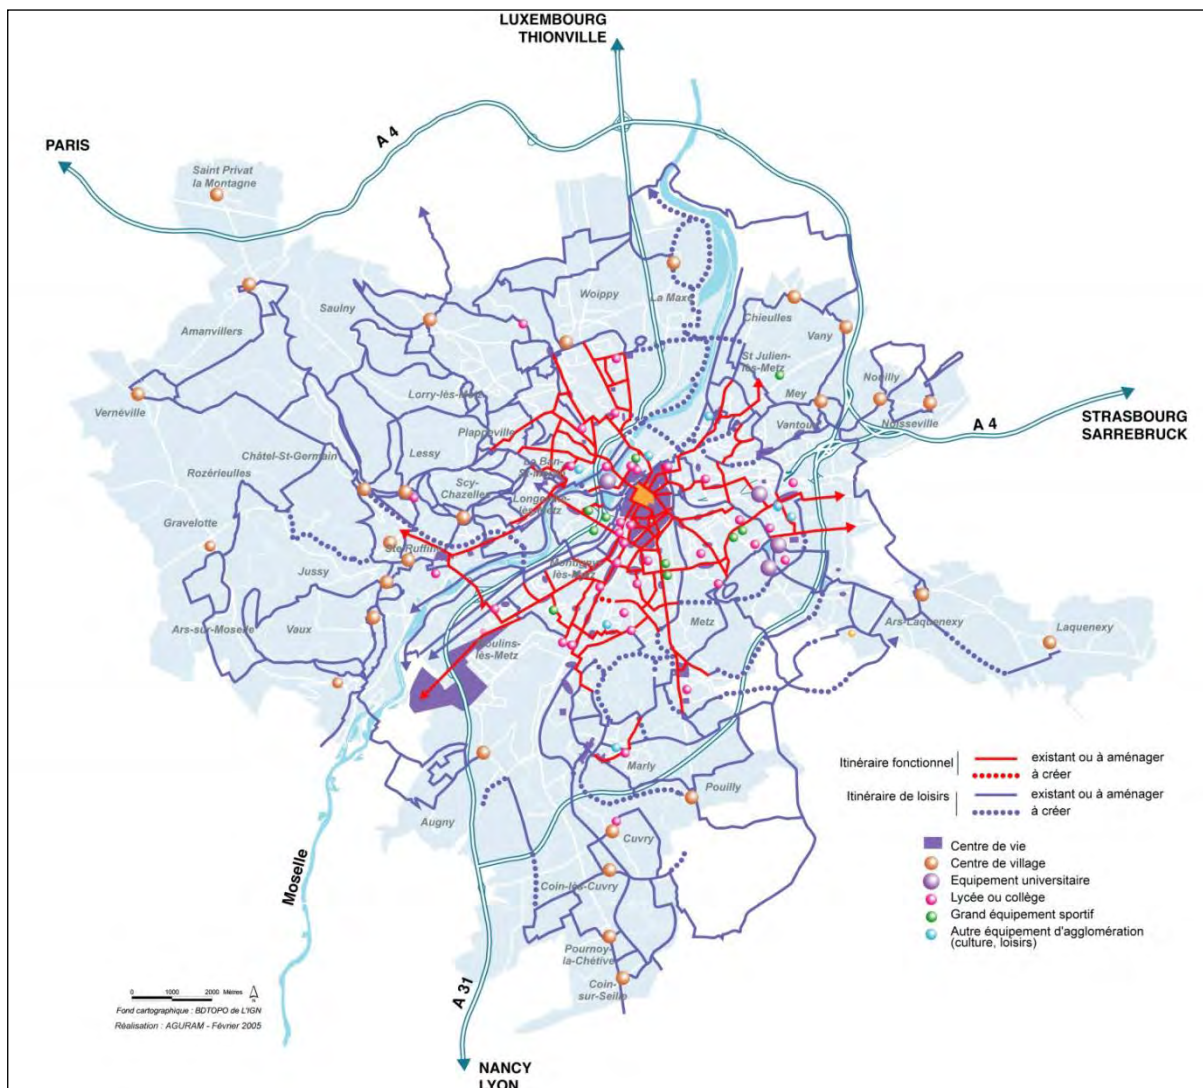 LUXEMBOURG
THIONVILLE
A 4
PARIS
Saint Privat
la Montagne
Woippy
La Maxe
Saulny
Amanvillers
Chieulles
Vany
St Julien-
lès-Metz
Nouilly
Mey
Lorry-lès-Metz
Vernéville
Noisseville
STRASBOURG
SARREBRUCK
A 4
Vantoux
Plappeville
Lessy
Châtel-St-Germain
Le Ban-
St-Martin
Rozérieulles
Scy-
Chazelles
Longeville-
lès-Metz
Gravelotte
Ste Ruffine
Jussy
Montigny-
lès-Metz
Metz
Ars-sur-Moselle
Vaux
Ars-Laquenexy
Laquenexy
Moulins-
lès-Metz
Marly
Pouilly
Augny
Cuvry
Coin-lès-Cuvry
Moselle
Pournoy-
la-Chétive
Coin-
sur-Seille
A 31
NANCY
LYON
Itinéraire fonctionnel
existant ou à aménager
à créer
Itinéraire de loisirs
existant ou à aménager
à créer
Centre de vie
Centre de village
Equipement universitaire
Lycée ou collège
Grand équipement sportif
Autre équipement d'agglomération
(culture, loisirs)
0 1000 2000 Mètres
N
Fond cartographique : BDTOPO de L'IGN
Réalisation : AGURAM - Février 2005